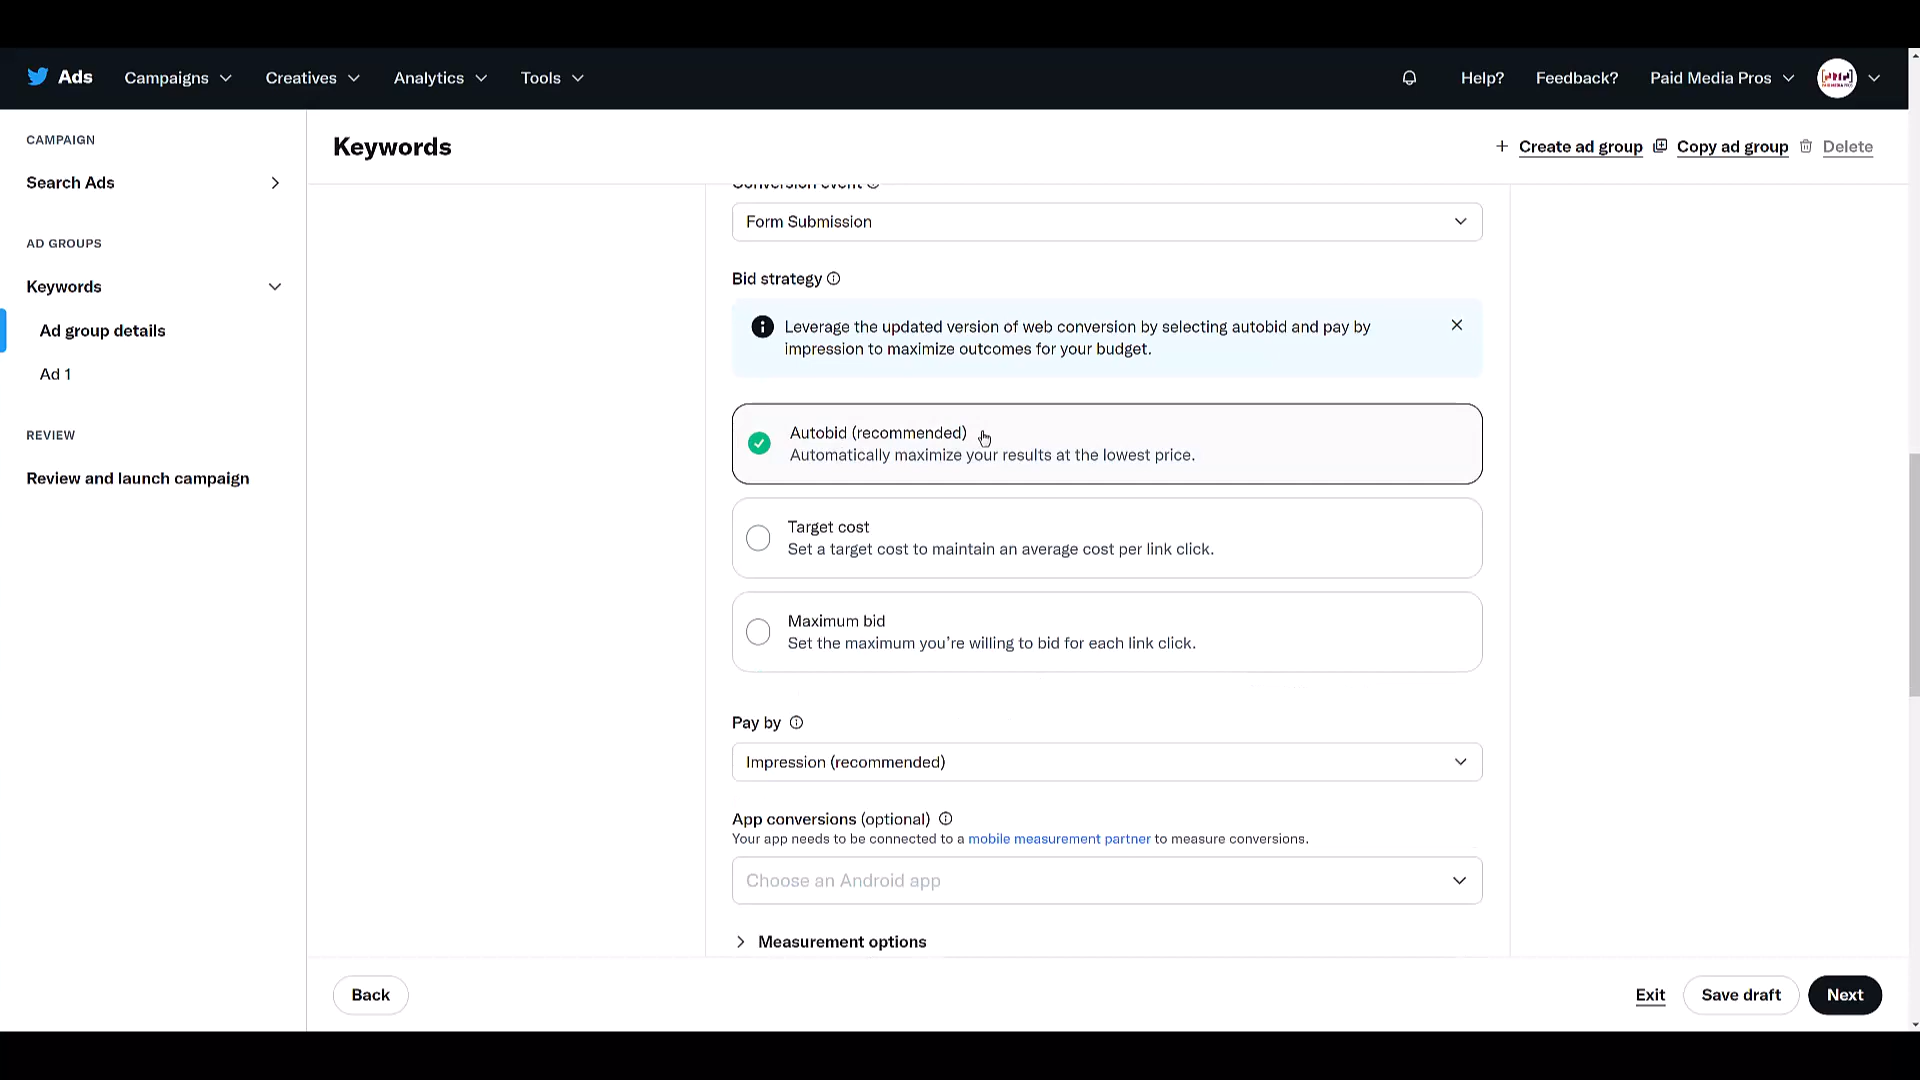 Ads
Campaigns
Creatives
Analytics
Tools
Help?
Feedback?
Paid Media Pros
CAMPAIGN
Search Ads
AD GROUPS
Keywords
Ad group details
Ad 1
REVIEW
Review and launch campaign
Keywords
Create ad group
Copy ad group
Delete
Conversion event
Form Submission
Bid strategy
Leverage the updated version of web conversion by selecting autobid and pay by
impression to maximize outcomes for your budget.
Autobid (recommended)
Automatically maximize your results at the lowest price.
Target cost
Set a target cost to maintain an average cost per link click.
Maximum bid
Set the maximum you’re willing to bid for each link click.
Pay by
Impression (recommended)
App conversions (optional)
Your app needs to be connected to a mobile measurement partner to measure conversions.
Choose an Android app
Measurement options
Back
Exit
Save draft
Next